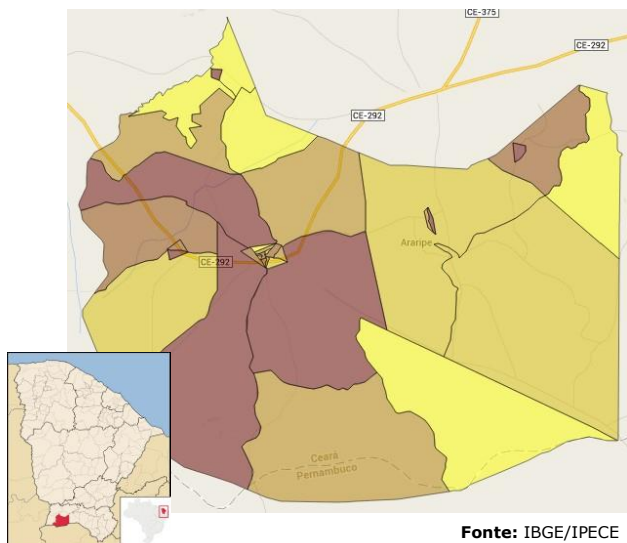 CE-375
CE-292
CE-292
Araripe
CE-292
Ceará
Pernambuco
Fonte: IBGE/IPECE